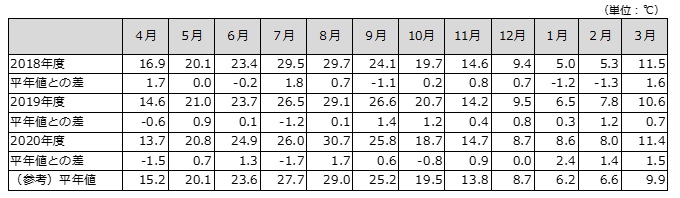 （単位：℃）
4月 5月 6月 7月 8月 9月 10月 11月 12月 1月 2月 3月
2018年度 16.9 20.1 23.4 29.5 29.7 24.1 19.7 14.6 9.4 5.0 5.3 11.5
平年値との差 1.7 0.0 -0.2 1.8 0.7 -1.1 0.2 0.8 0.7 -1.2 -1.3 1.6
2019年度 14.6 21.0 23.7 26.5 29.1 26.6 20.7 14.2 9.5 6.5 7.8 10.6
平年値との差 -0.6 0.9 0.1 -1.2 0.1 1.4 1.2 0.4 0.8 0.3 1.2 0.7
2020年度 13.7 20.8 24.9 26.0 30.7 25.8 18.7 14.7 8.7 8.6 8.0 11.4
平年値との差 -1.5 0.7 1.3 -1.7 1.7 0.6 -0.8 0.9 0.0 2.4 1.4 1.5
（参考）平年値 15.2 20.1 23.6 27.7 29.0 25.2 19.5 13.8 8.7 6.2 6.6 9.9